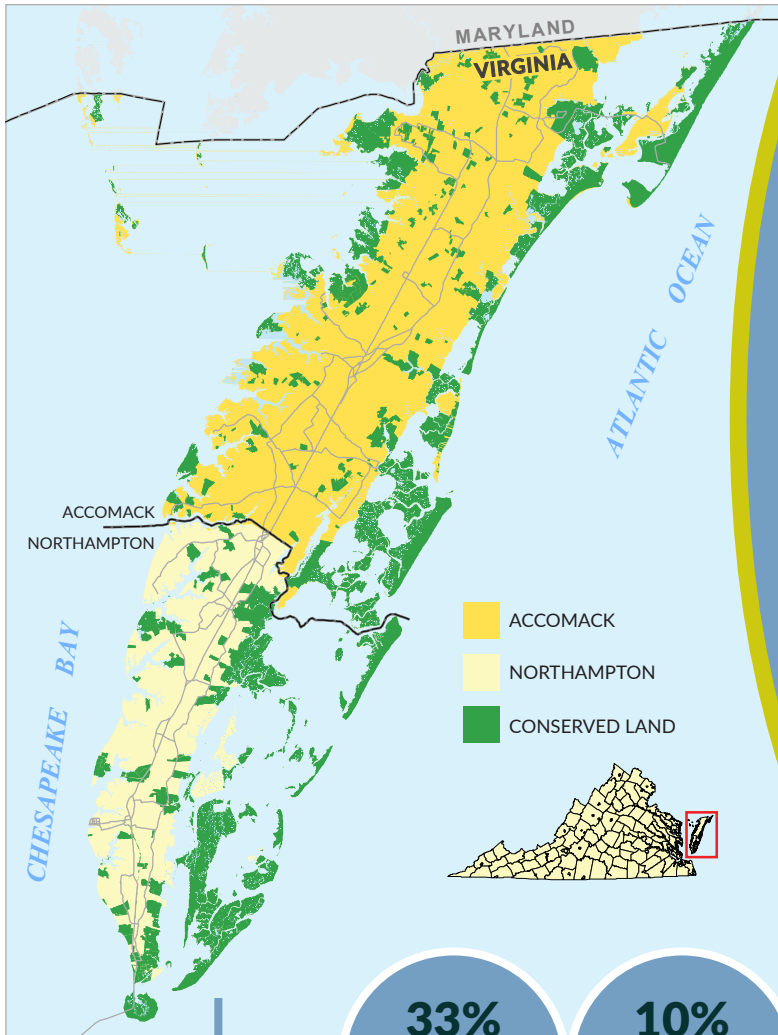 MARYLAND
VIRGINIA
ATLANTIC OCEAN
ACCOMACK
NORTHAMPTON
CHESAPEAKE BAY
ACCOMACK
NORTHAMPTON
CONSERVED LAND
33%
10%